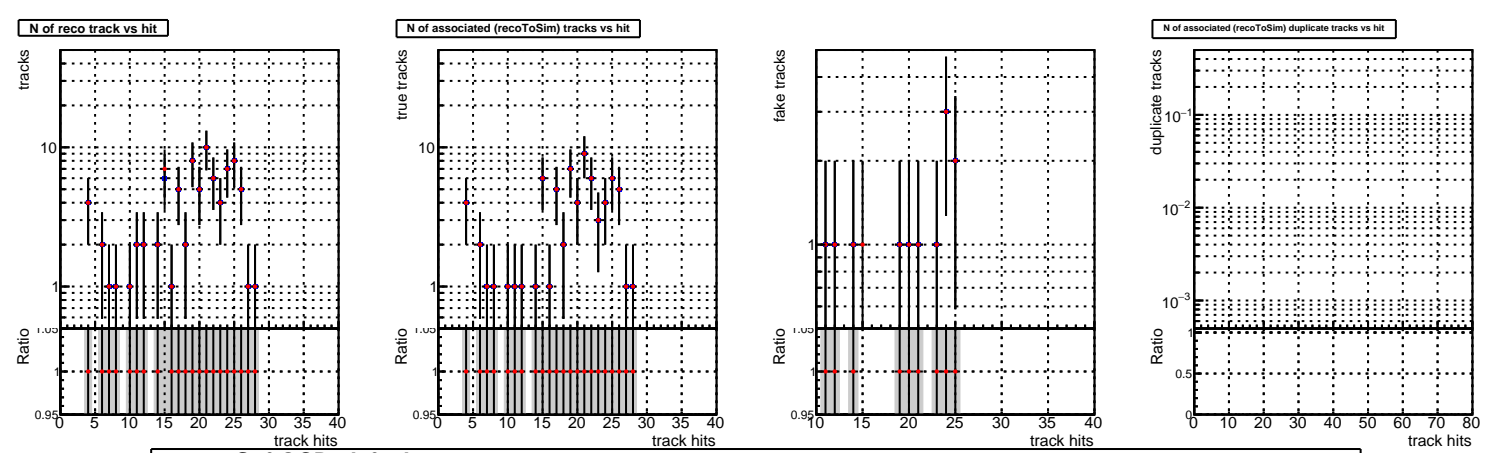 N of reco track vs hit
tracks
10
1
Ratio
1.05
1
0.95
0 5 10 15 20 25 30 35 40
track hits
N of associated (recoToSim) tracks vs hit
true tracks
10
1
Ratio
1.05
1
0.95
0 5 10 15 20 25 30 35 40
track hits
fake tracks
1
Ratio
1.05
1
0.95
10 15 20 25 30 35 40
track hits
N of associated (recoToSim) duplicate tracks vs hit
duplicate tracks
10⁻¹
10⁻²
10⁻³
Ratio
1
0.5
0
0 10 20 30 40 50 60 70 80
track hits